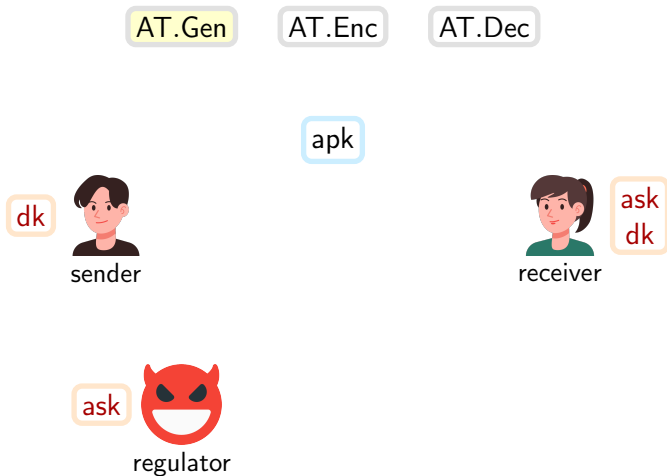 AT.Gen AT.Enc AT.Dec
apk
dk
sender
ask
dk
receiver
ask
regulator